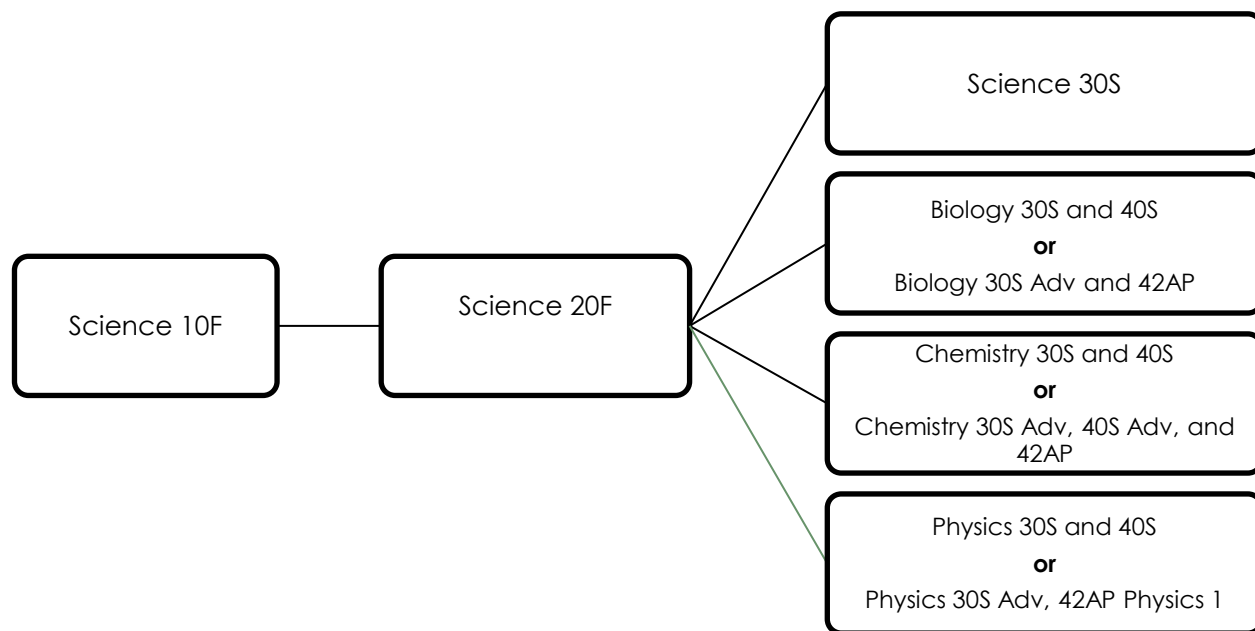 Science 10F
Science 20F
Science 30S
Biology 30S and 40S
or
Biology 30S Adv and 42AP
Chemistry 30S and 40S
or
Chemistry 30S Adv, 40S Adv, and
42AP
Physics 30S and 40S
or
Physics 30S Adv, 42AP Physics 1